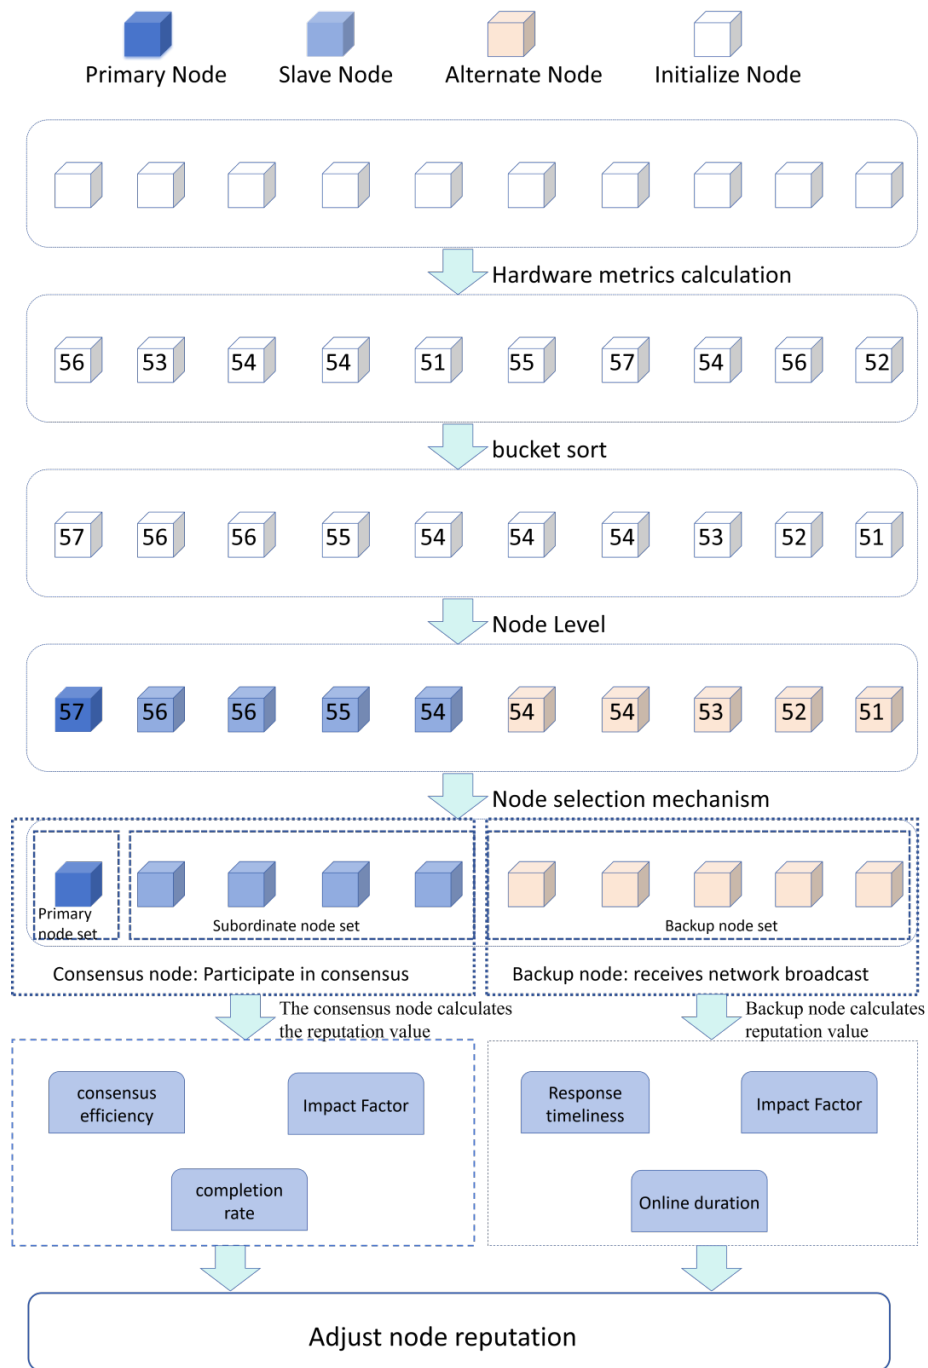 Primary Node Slave Node Alternate Node Initialize Node
Hardware metrics calculation
56 53 54 54 51 55 57 54 56 52
bucket sort
57 56 56 55 54 54 54 53 52 51
Node Level
57 56 56 55 54 54 54 53 52 51
Node selection mechanism
Primary
node set
Subordinate node set
Backup node set
Consensus node: Participate in consensus
Backup node: receives network broadcast
The consensus node calculates
the reputation value
Backup node calculates
reputation value
consensus
efficiency
Impact Factor
completion
rate
Response
timeliness
Impact Factor
Online duration
Adjust node reputation